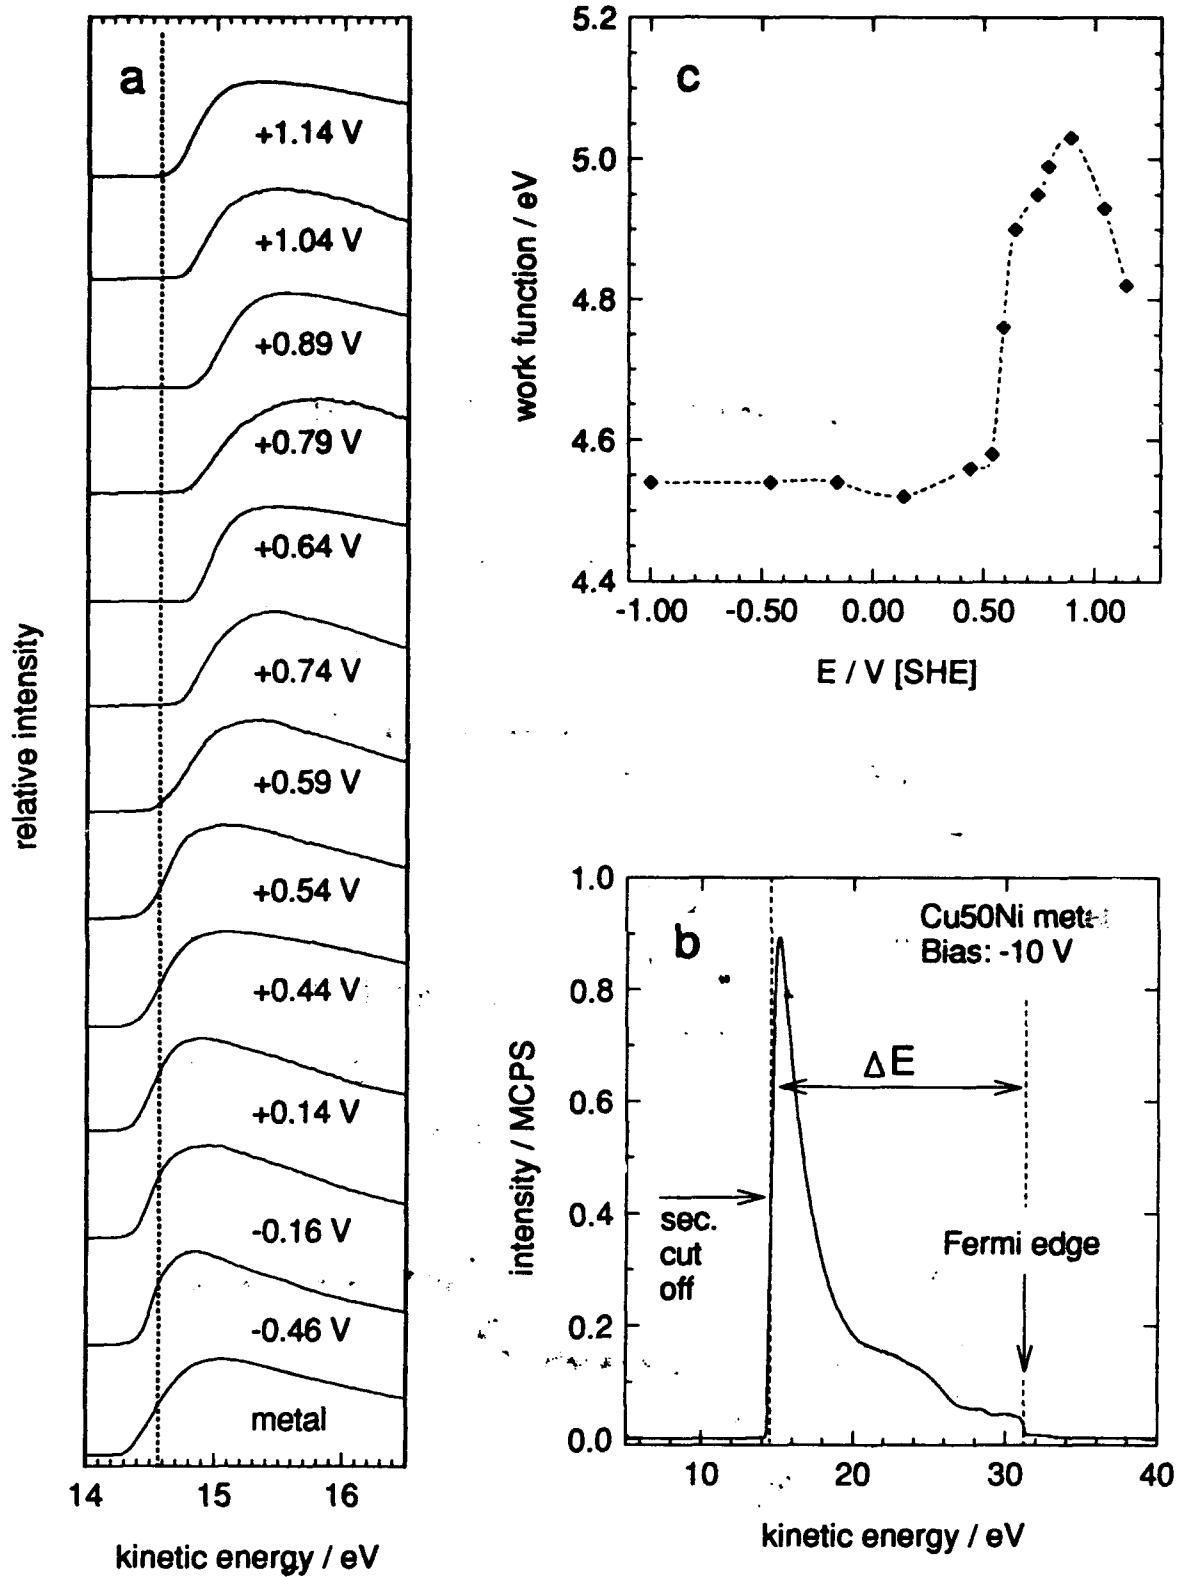 a
+1.14 V
+1.04 V
+0.89 V
+0.79 V
+0.64 V
+0.74 V
+0.59 V
+0.54 V
+0.44 V
+0.14 V
-0.16 V
-0.46 V
metal
14 15 16
kinetic energy / eV
relative intensity
c
5.2
5.0
4.8
4.6
4.4
work function / eV
-1.00 -0.50 0.00 0.50 1.00
E / V [SHE]
b
Cu50Ni
Bias: -10 V
ΔE
sec.
cut
off
Fermi edge
1.0
0.8
0.6
0.4
0.2
0.0
intensity / MCPS
10 20 30 40
kinetic energy / eV